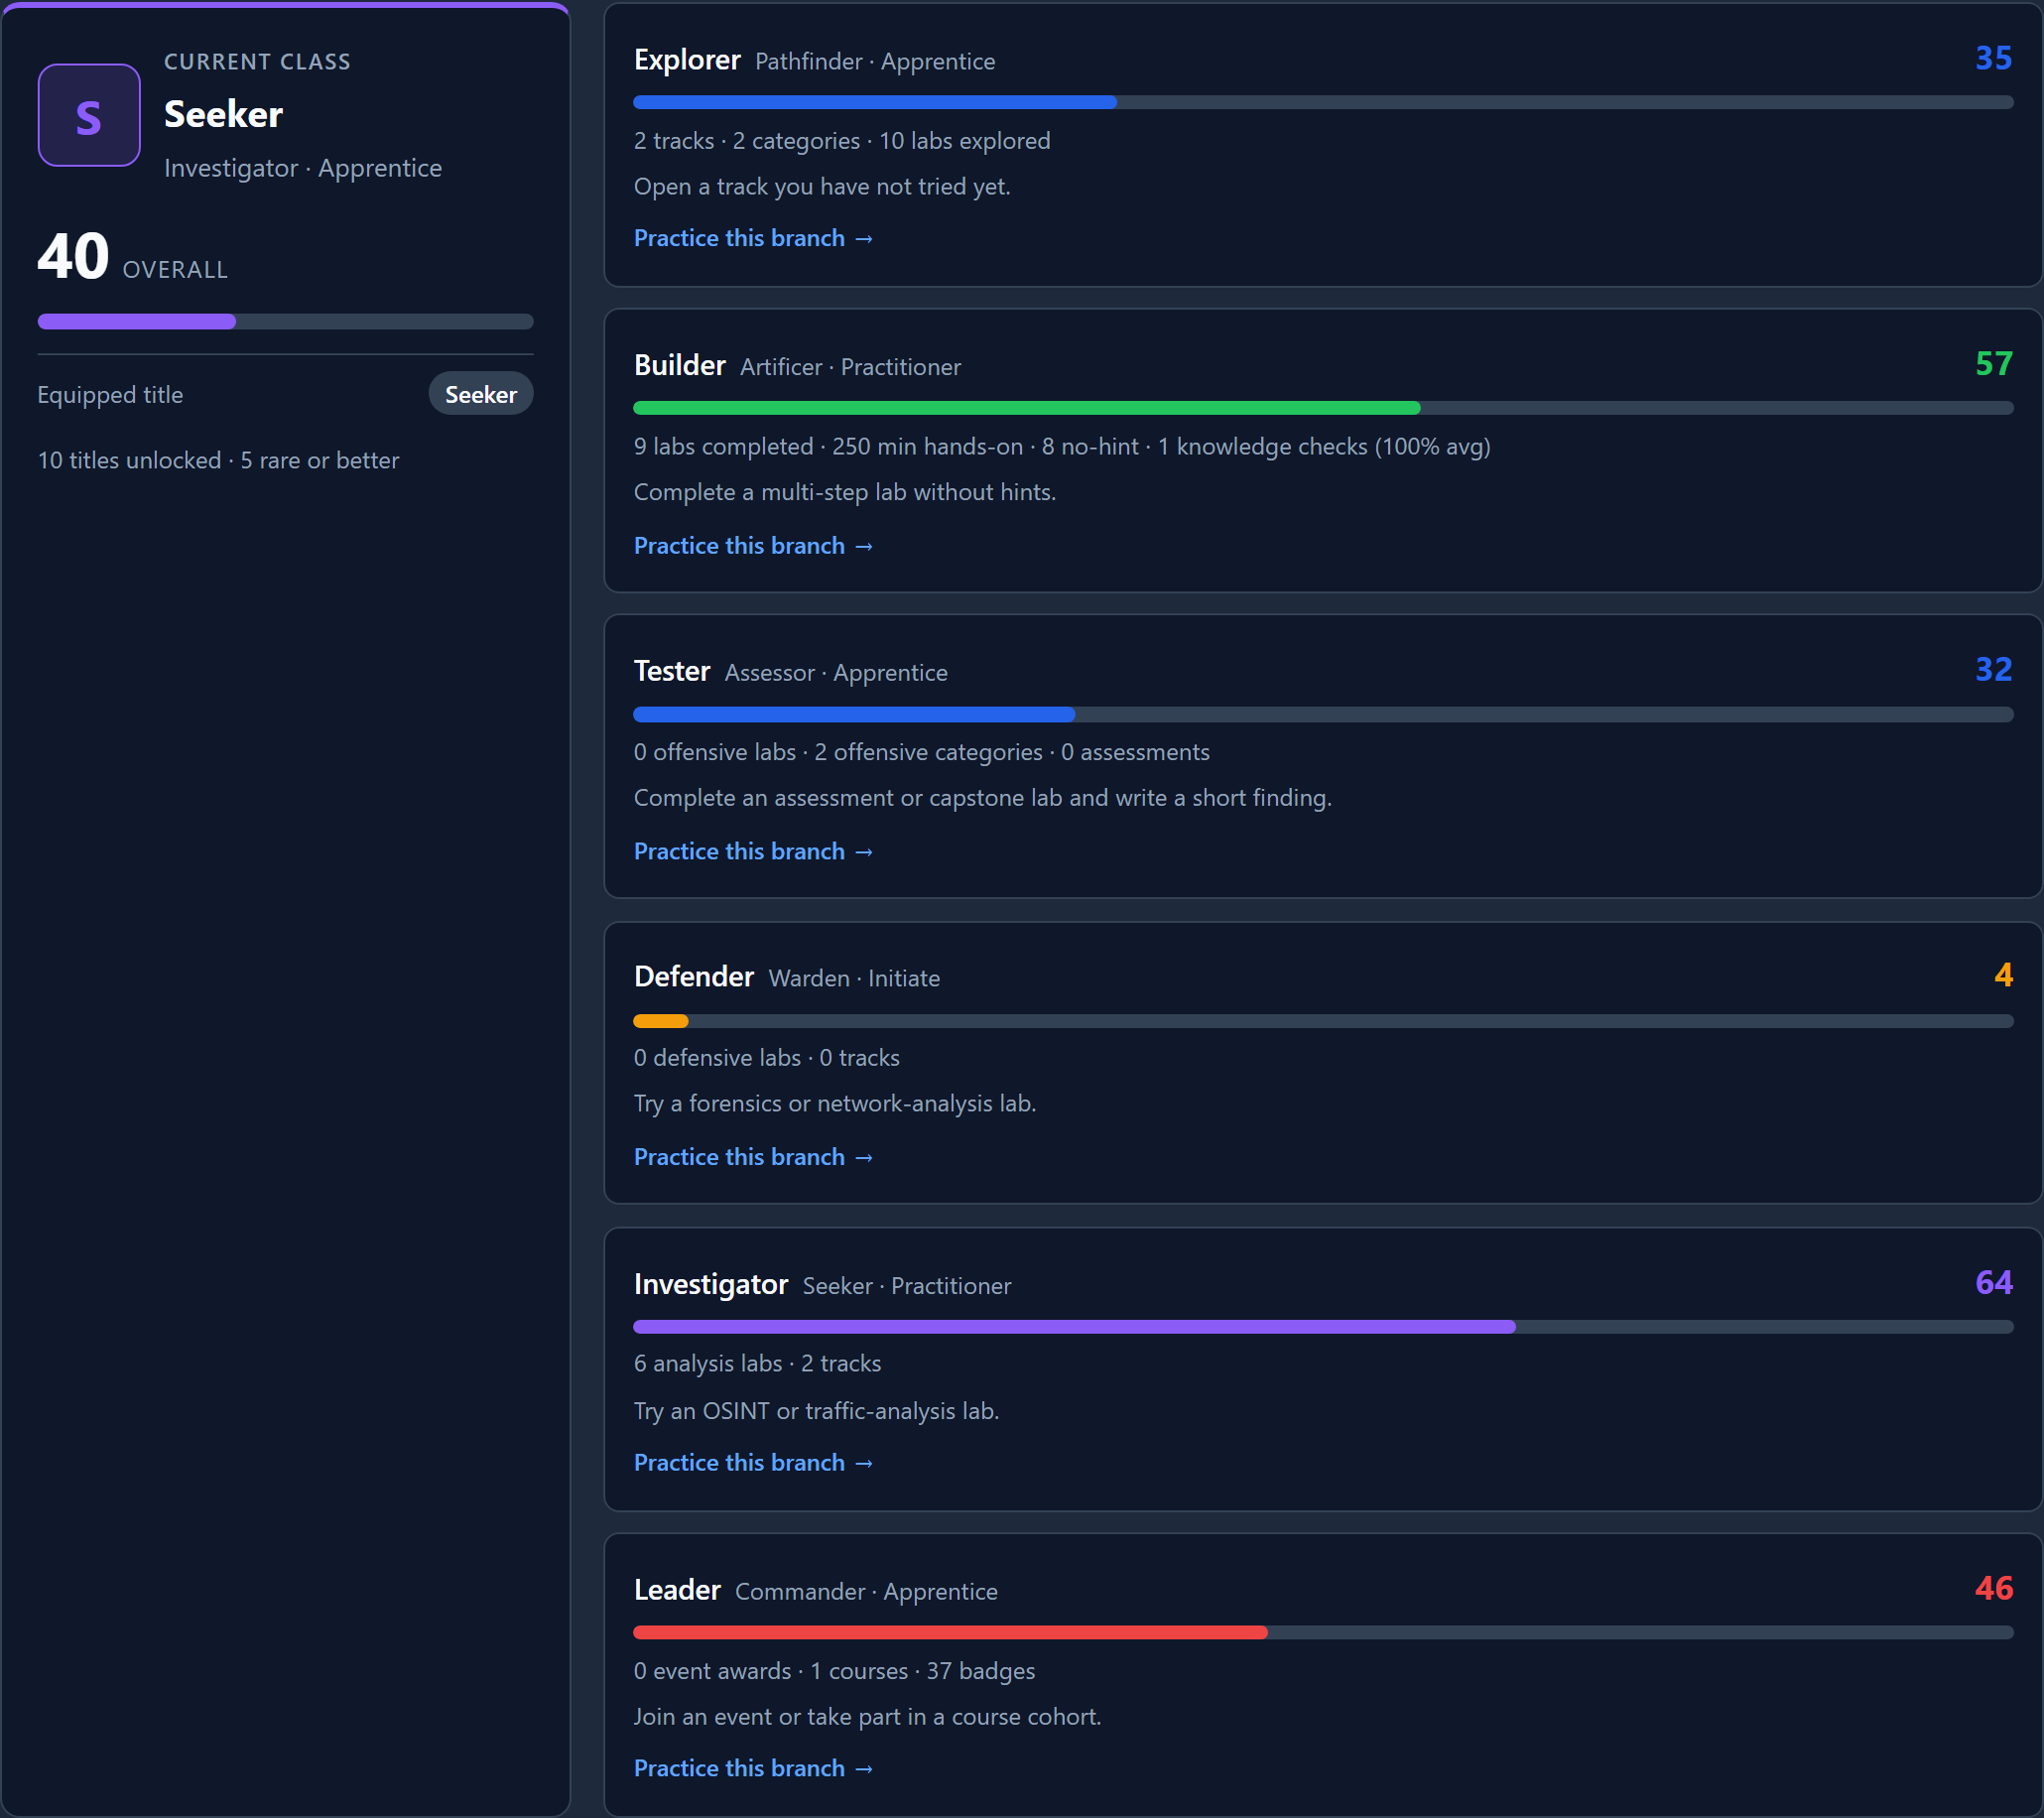 CURRENT CLASS
S
Seeker
Investigator · Apprentice
40 OVERALL
Equipped title
Seeker
10 titles unlocked · 5 rare or better
Explorer Pathfinder · Apprentice
35
2 tracks · 2 categories · 10 labs explored
Open a track you have not tried yet.
Practice this branch →
Builder Artificer · Practitioner
57
9 labs completed · 250 min hands-on · 8 no-hint · 1 knowledge checks (100% avg)
Complete a multi-step lab without hints.
Practice this branch →
Tester Assessor · Apprentice
32
0 offensive labs · 2 offensive categories · 0 assessments
Complete an assessment or capstone lab and write a short finding.
Practice this branch →
Defender Warden · Initiate
4
0 defensive labs · 0 tracks
Try a forensics or network-analysis lab.
Practice this branch →
Investigator Seeker · Practitioner
64
6 analysis labs · 2 tracks
Try an OSINT or traffic-analysis lab.
Practice this branch →
Leader Commander · Apprentice
46
0 event awards · 1 courses · 37 badges
Join an event or take part in a course cohort.
Practice this branch →